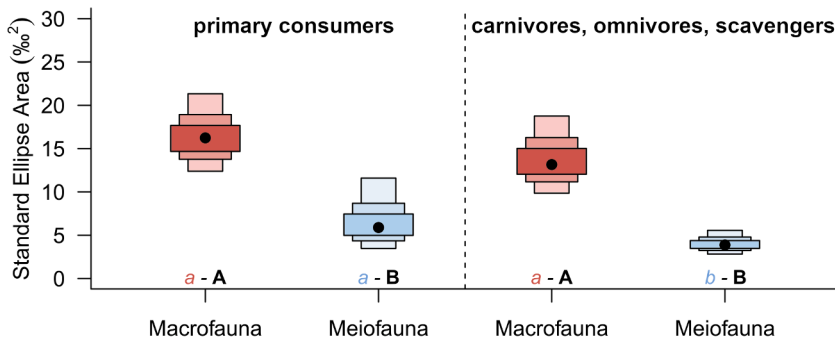 primary consumers
carnivores, omnivores, scavengers
Standard Ellipse Area (‰²)
30
25
20
15
10
5
0
a - A
a - B
a - A
b - B
Macrofauna
Meiofauna
Macrofauna
Meiofauna